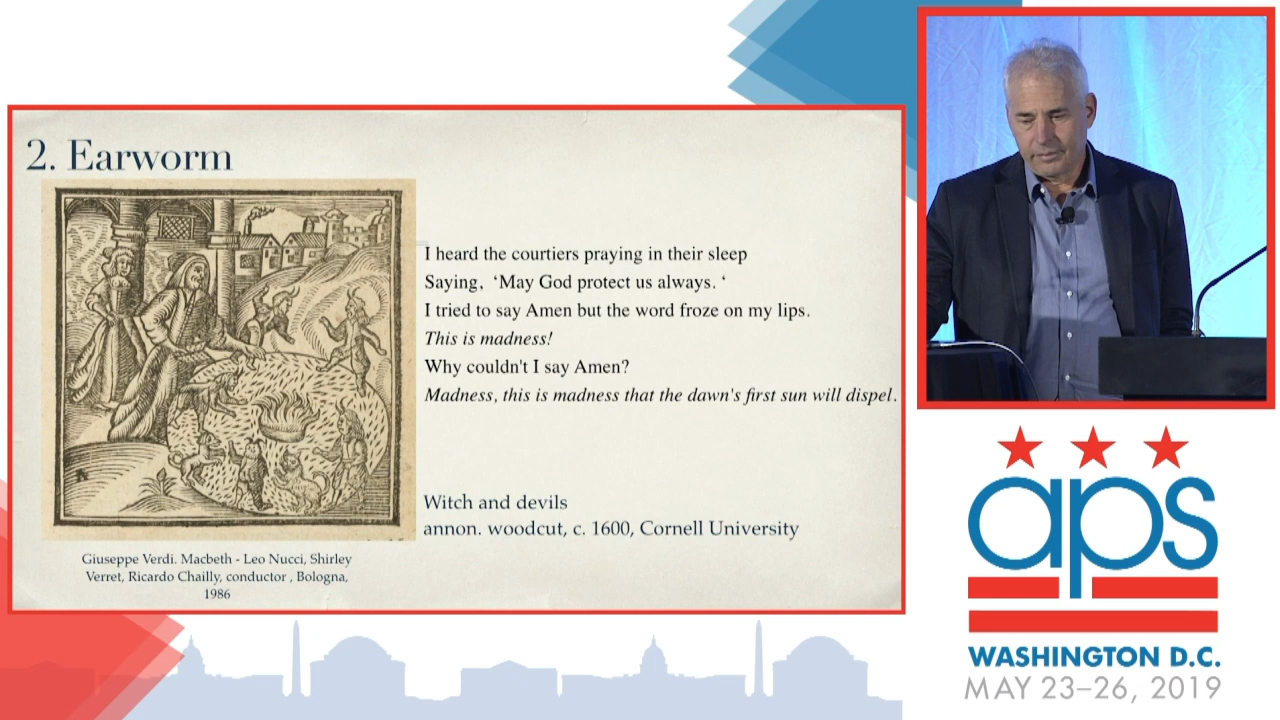 2. Earworm
I heard the courtiers praying in their sleep
Saying, ‘May God protect us always. ‘
I tried to say Amen but the word froze on my lips.
This is madness!
Why couldn't I say Amen?
Madness, this is madness that the dawn's first sun will dispel.
Witch and devils
annon. woodcut, c. 1600, Cornell University
Giuseppe Verdi. Macbeth - Leo Nucci, Shirley
Verret, Ricardo Chailly, conductor , Bologna,
1986
aps
WASHINGTON D.C.
MAY 23–26, 2019